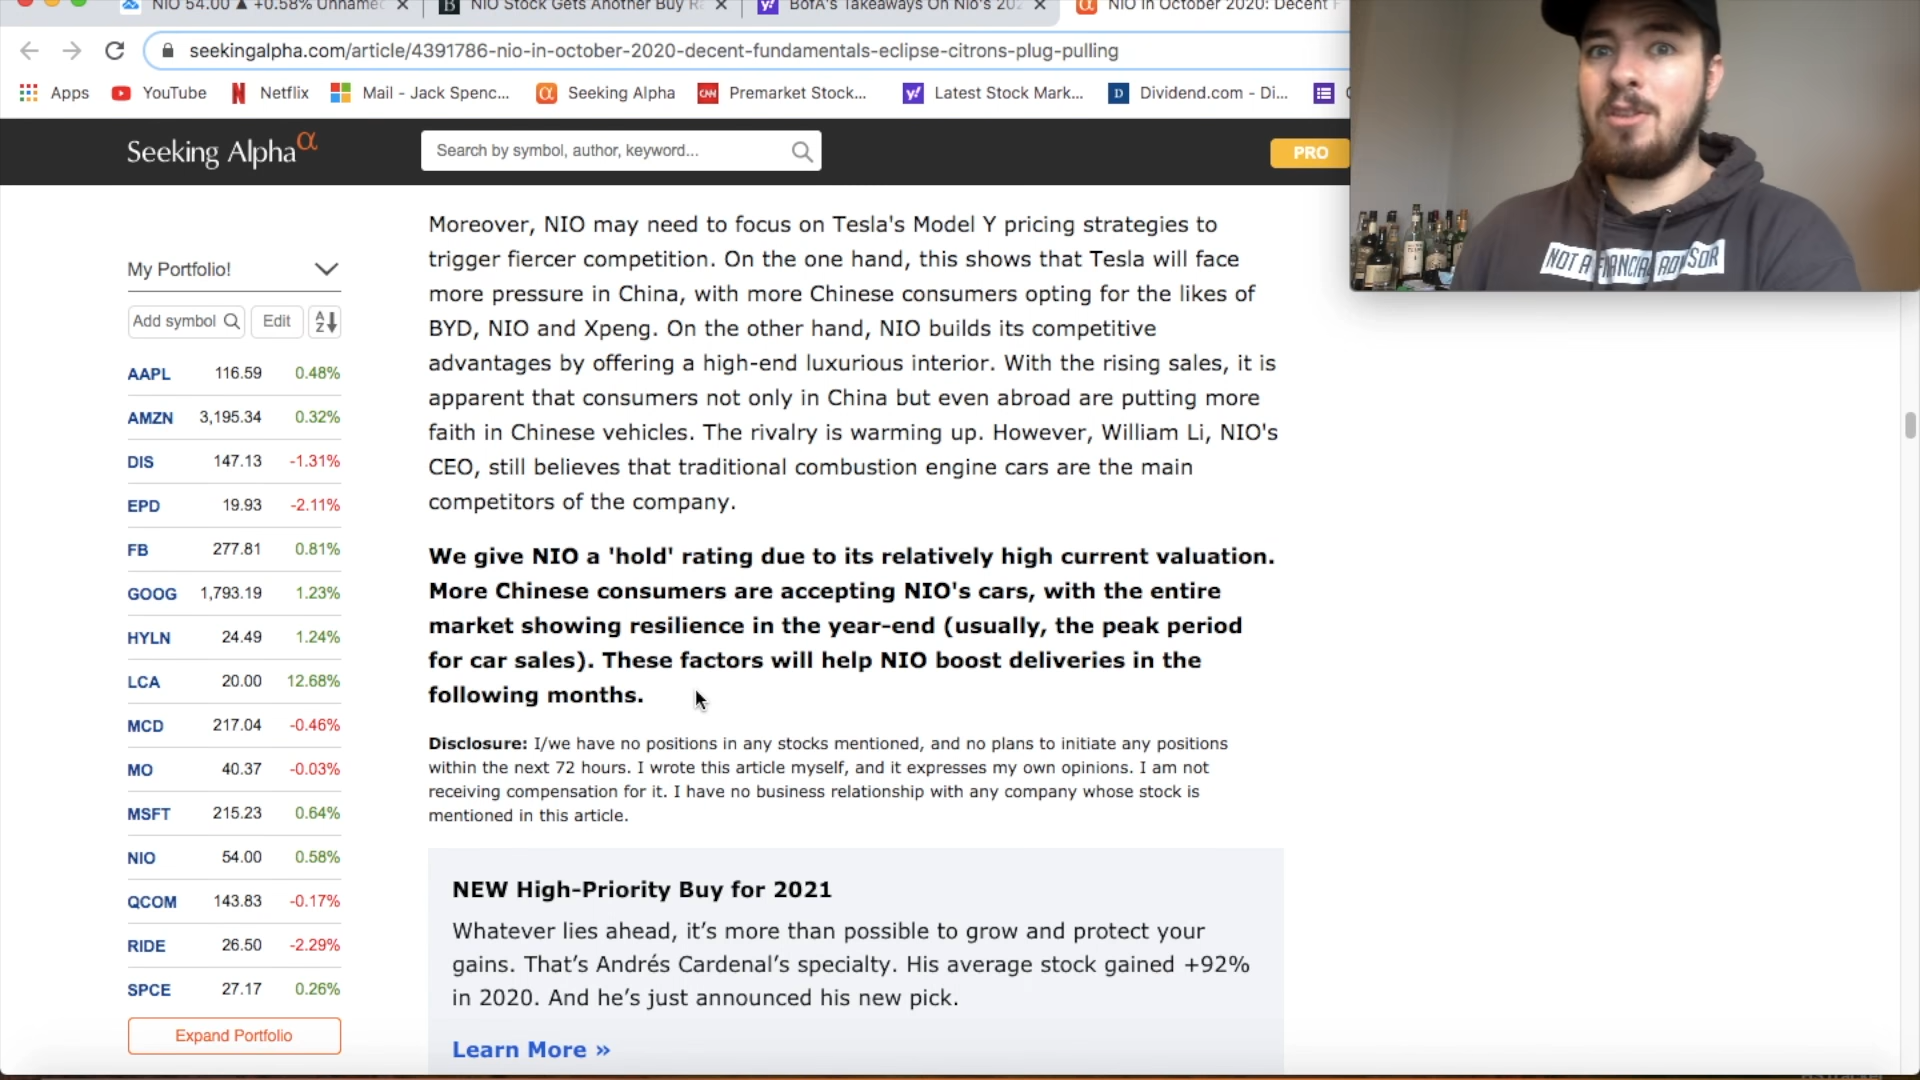 NIO 54.00 ▲ +0.58% Unnamed
NIO Stock Gets Another Buy Ra
BofA's Takeaways On Nio's 202
NIO In October 2020: Decent F
seekingalpha.com/article/4391786-nio-in-october-2020-decent-fundamentals-eclipse-citrons-plug-pulling
Apps YouTube Netflix Mail - Jack Spenc... Seeking Alpha Premarket Stock... Latest Stock Mark... Dividend.com - Di...
Seeking Alpha α
Search by symbol, author, keyword...
PRO
NOT A FINANCIAL ADVISOR
My Portfolio!
Add symbol Edit
AAPL 116.59 0.48%
AMZN 3,195.34 0.32%
DIS 147.13 -1.31%
EPD 19.93 -2.11%
FB 277.81 0.81%
GOOG 1,793.19 1.23%
HYLN 24.49 1.24%
LCA 20.00 12.68%
MCD 217.04 -0.46%
MO 40.37 -0.03%
MSFT 215.23 0.64%
NIO 54.00 0.58%
QCOM 143.83 -0.17%
RIDE 26.50 -2.29%
SPCE 27.17 0.26%
Expand Portfolio
Moreover, NIO may need to focus on Tesla's Model Y pricing strategies to
trigger fiercer competition. On the one hand, this shows that Tesla will face
more pressure in China, with more Chinese consumers opting for the likes of
BYD, NIO and Xpeng. On the other hand, NIO builds its competitive
advantages by offering a high-end luxurious interior. With the rising sales, it is
apparent that consumers not only in China but even abroad are putting more
faith in Chinese vehicles. The rivalry is warming up. However, William Li, NIO's
CEO, still believes that traditional combustion engine cars are the main
competitors of the company.
We give NIO a 'hold' rating due to its relatively high current valuation.
More Chinese consumers are accepting NIO's cars, with the entire
market showing resilience in the year-end (usually, the peak period
for car sales). These factors will help NIO boost deliveries in the
following months.
Disclosure: I/we have no positions in any stocks mentioned, and no plans to initiate any positions
within the next 72 hours. I wrote this article myself, and it expresses my own opinions. I am not
receiving compensation for it. I have no business relationship with any company whose stock is
mentioned in this article.
NEW High-Priority Buy for 2021
Whatever lies ahead, it's more than possible to grow and protect your
gains. That's Andrés Cardenal's specialty. His average stock gained +92%
in 2020. And he's just announced his new pick.
Learn More »